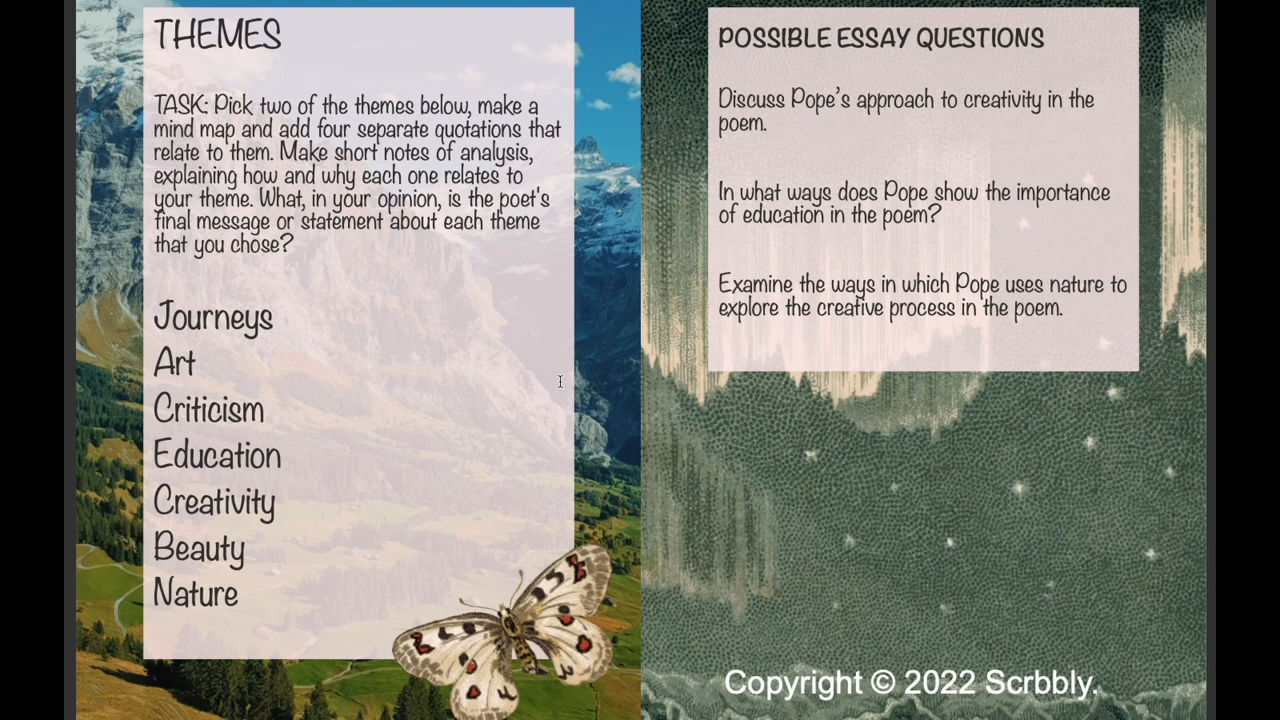 THEMES
TASK: Pick two of the themes below, make a
mind map and add four separate quotations that
relate to them. Make short notes of analysis,
explaining how and why each one relates to
your theme. What, in your opinion, is the poet's
final message or statement about each theme
that you chose?
Journeys
Art
Criticism
Education
Creativity
Beauty
Nature
POSSIBLE ESSAY QUESTIONS
Discuss Pope’s approach to creativity in the
poem.
In what ways does Pope show the importance
of education in the poem?
Examine the ways in which Pope uses nature to
explore the creative process in the poem.
Copyright © 2022 Scrbbly.